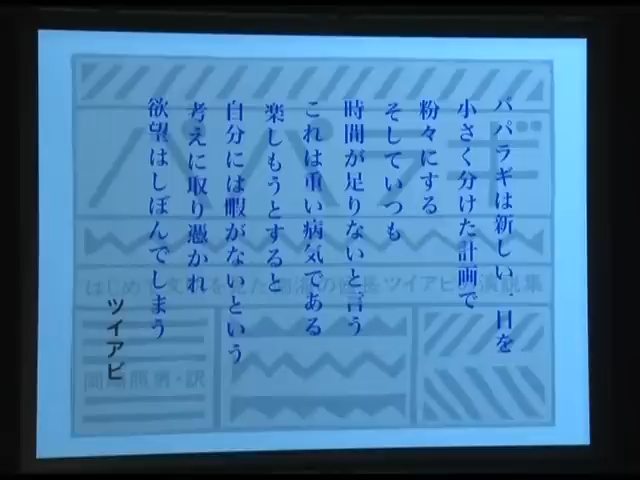 パパラギは新しい一日を
小さく分けた計画で
粉々にする
そしていつも
時間が足りないと言う
これは重い病気である
楽しもうとすると
自分には暇がないという
考えに取り憑かれ
欲望はしぼんでしまう
ツイアビ
パパラギ